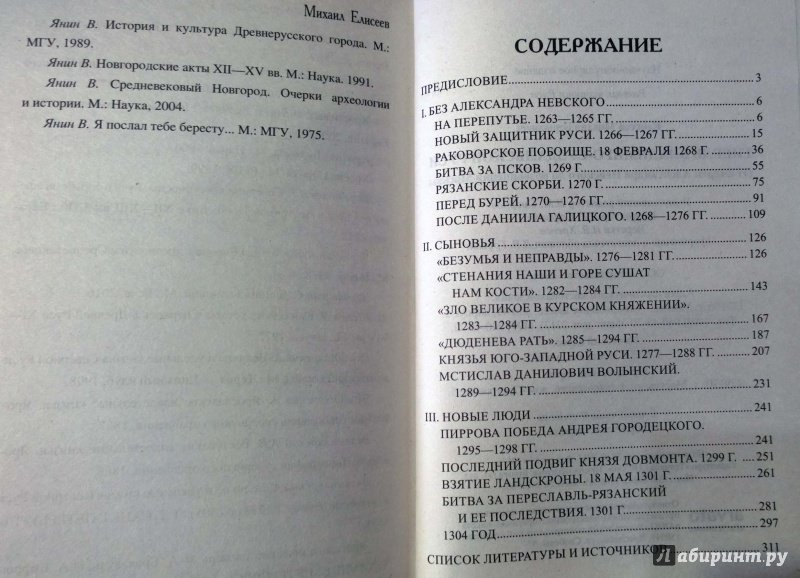 Михаил Елисеев
Янин В. История и культура Древнерусского города. М.:
МГУ, 1989.
Янин В. Новгородские акты XII—XV вв. М.: Наука. 1991.
Янин В. Средневековый Новгород. Очерки археологии
и истории. М.: Наука, 2004.
Янин В. Я послал тебе бересту... М.: МГУ, 1975.
СОДЕРЖАНИЕ
ПРЕДИСЛОВИЕ 3
I. БЕЗ АЛЕКСАНДРА НЕВСКОГО 6
НА ПЕРЕПУТЬЕ. 1263—1265 ГГ. 6
НОВЫЙ ЗАЩИТНИК РУСИ. 1266—1267 ГГ. 15
РАКОВОРСКОЕ ПОБОИЩЕ. 18 ФЕВРАЛЯ 1268 Г. 36
БИТВА ЗА ПСКОВ. 1269 Г. 55
РЯЗАНСКИЕ СКОРБИ. 1270 Г. 75
ПЕРЕД БУРЕЙ. 1270—1276 ГГ. 91
ПОСЛЕ ДАНИИЛА ГАЛИЦКОГО. 1268—1276 ГГ. 109
II. СЫНОВЬЯ 126
«БЕЗУМЬЯ И НЕПРАВДЫ». 1276—1281 ГГ. 126
«СТЕНАНИЯ НАШИ И ГОРЕ СУШАТ
НАМ КОСТИ». 1282—1284 ГГ. 143
«ЗЛО ВЕЛИКОЕ В КУРСКОМ КНЯЖЕНИИ».
1283—1284 ГГ. 167
«ДЮДЕНЕВА РАТЬ». 1285—1294 ГГ. 187
КНЯЗЬЯ ЮГО-ЗАПАДНОЙ РУСИ. 1277—1288 ГГ. 207
МСТИСЛАВ ДАНИЛОВИЧ ВОЛЫНСКИЙ.
1289—1294 ГГ. 231
III. НОВЫЕ ЛЮДИ 241
ПИРРОВА ПОБЕДА АНДРЕЯ ГОРОДЕЦКОГО.
1295—1298 ГГ. 241
ПОСЛЕДНИЙ ПОДВИГ КНЯЗЯ ДОВМОНТА. 1299 Г. 251
ВЗЯТИЕ ЛАНДСКРОНЫ. 18 МАЯ 1301 Г. 261
БИТВА ЗА ПЕРЕСЛАВЛЬ-РЯЗАНСКИЙ
И ЕЕ ПОСЛЕДСТВИЯ. 1301 Г. 281
1304 ГОД 297
СПИСОК ЛИТЕРАТУРЫ И ИСТОЧНИКОВ 311
Лабиринт.ру